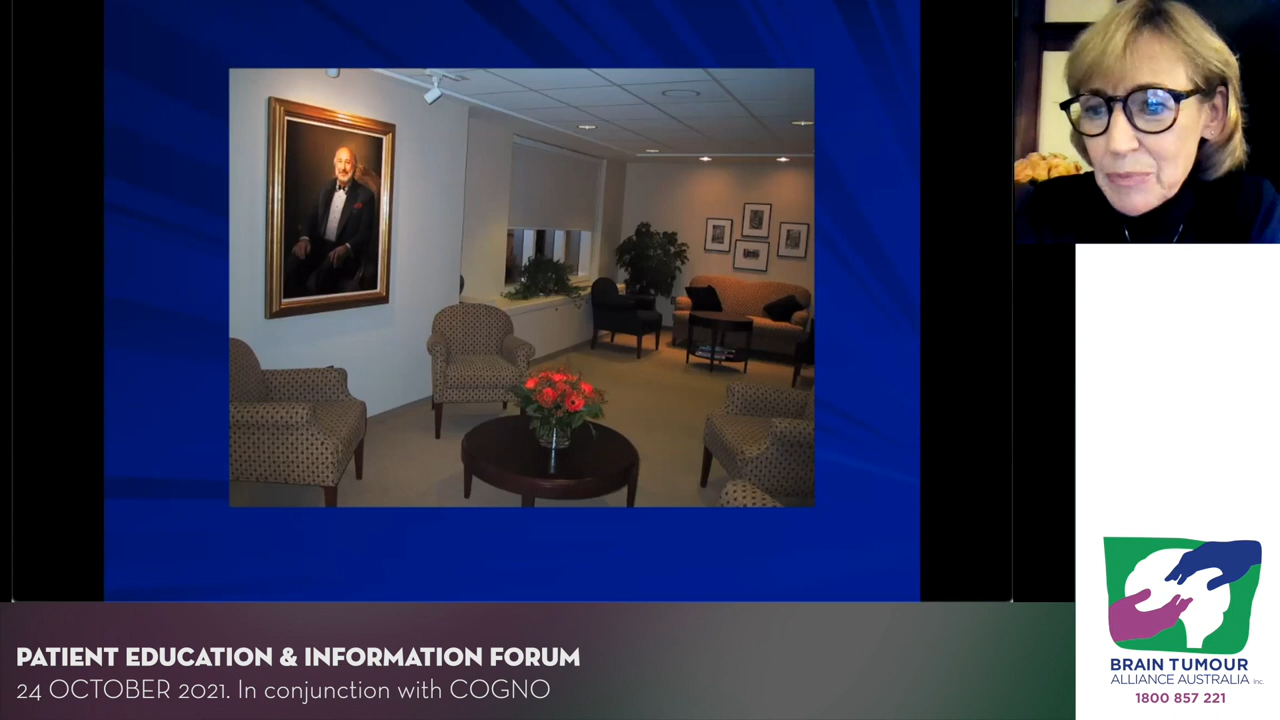 PATIENT EDUCATION & INFORMATION FORUM
24 OCTOBER 2021. In conjunction with COGNO
BRAIN TUMOUR
ALLIANCE AUSTRALIA Inc.
1800 857 221